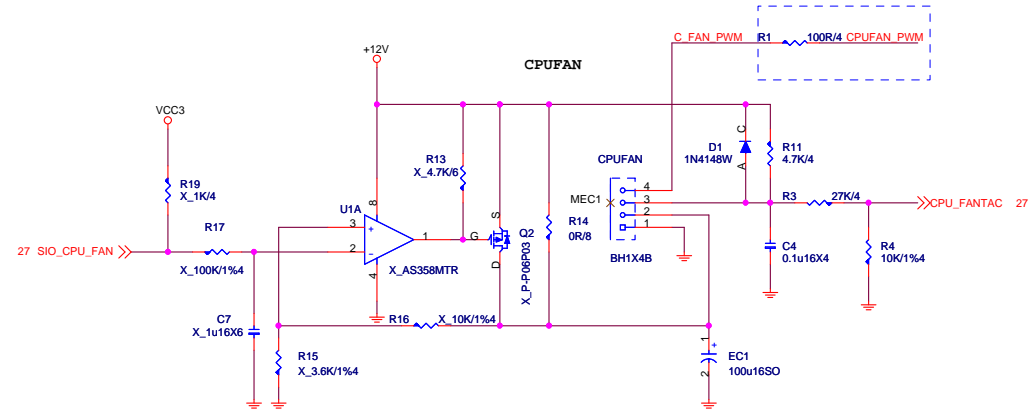 C_FAN_PWM R1 100R/4 CPUFAN_PWM
+12V
CPUFAN
VCC3
C
D1
1N4148W
A
R11
4.7K/4
R13
X_4.7K/6
CPUFAN
R19
X_1K/4
MEC1
4
3
2
1
R3 27K/4
CPU_FANTAC 27
U1A
8
3
+
2
-
1
4
X_AS358MTR
S
G
D
Q2
X_P-P06P03
R14
0R/8
BH1X4B
R17
27 SIO_CPU_FAN
X_100K/1%4
C4
0.1u16X4
R4
10K/1%4
C7
X_1u16X6
R16 X_10K/1%4
R15
X_3.6K/1%4
1
+
2
EC1
100u16SO